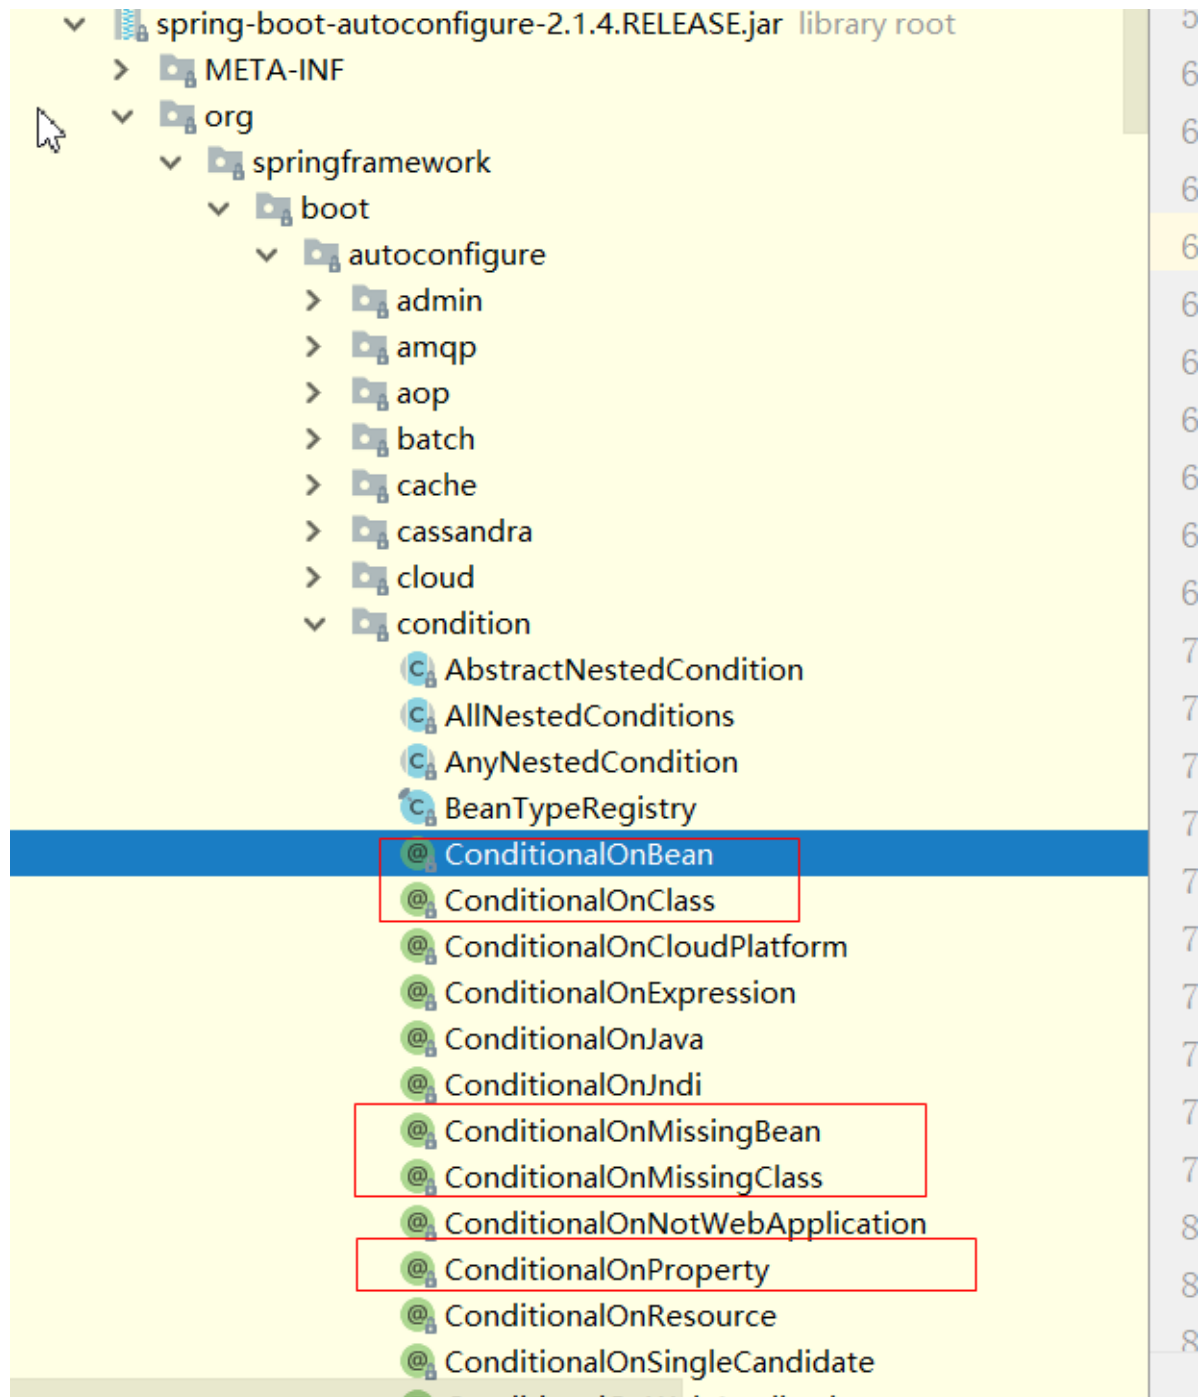 spring-boot-autoconfigure-2.1.4.RELEASE.jar library root
META-INF
org
springframework
boot
autoconfigure
admin
amqp
aop
batch
cache
cassandra
cloud
condition
AbstractNestedCondition
AllNestedConditions
AnyNestedCondition
BeanTypeRegistry
ConditionalOnBean
ConditionalOnClass
ConditionalOnCloudPlatform
ConditionalOnExpression
ConditionalOnJava
ConditionalOnJndi
ConditionalOnMissingBean
ConditionalOnMissingClass
ConditionalOnNotWebApplication
ConditionalOnProperty
ConditionalOnResource
ConditionalOnSingleCandidate